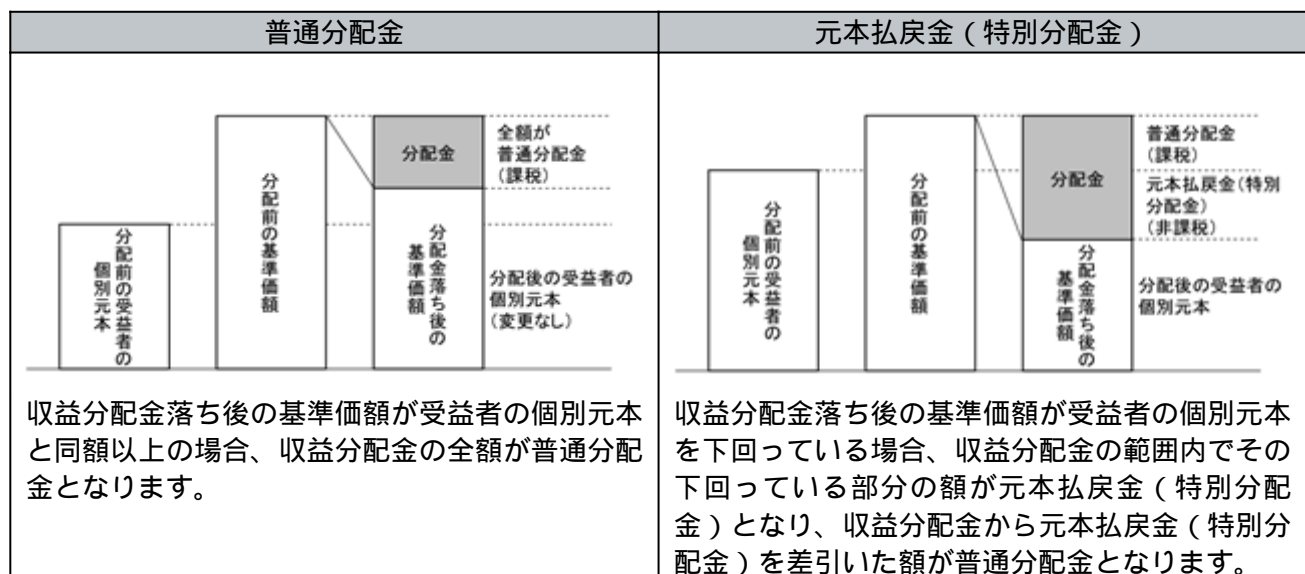 普通分配金
全額が
普通分配金
(課税)
分配金
分配前の受益者の
個別元本
分配前の基準価額
分配金落ち後の
基準価額
分配後の受益者の
個別元本
(変更なし)
収益分配金落ち後の基準価額が受益者の個別元本
と同額以上の場合、収益分配金の全額が普通分配
金となります。
元本払戻金(特別分配金)
普通分配金
(課税)
分配金
元本払戻金(特別
分配金)
(非課税)
分配前の受益者の
個別元本
分配前の基準価額
分配金落ち後の
基準価額
分配後の受益者の
個別元本
収益分配金落ち後の基準価額が受益者の個別元本
を下回っている場合、収益分配金の範囲内でその
下回っている部分の額が元本払戻金(特別分配
金)となり、収益分配金から元本払戻金(特別分
配金)を差引いた額が普通分配金となります。